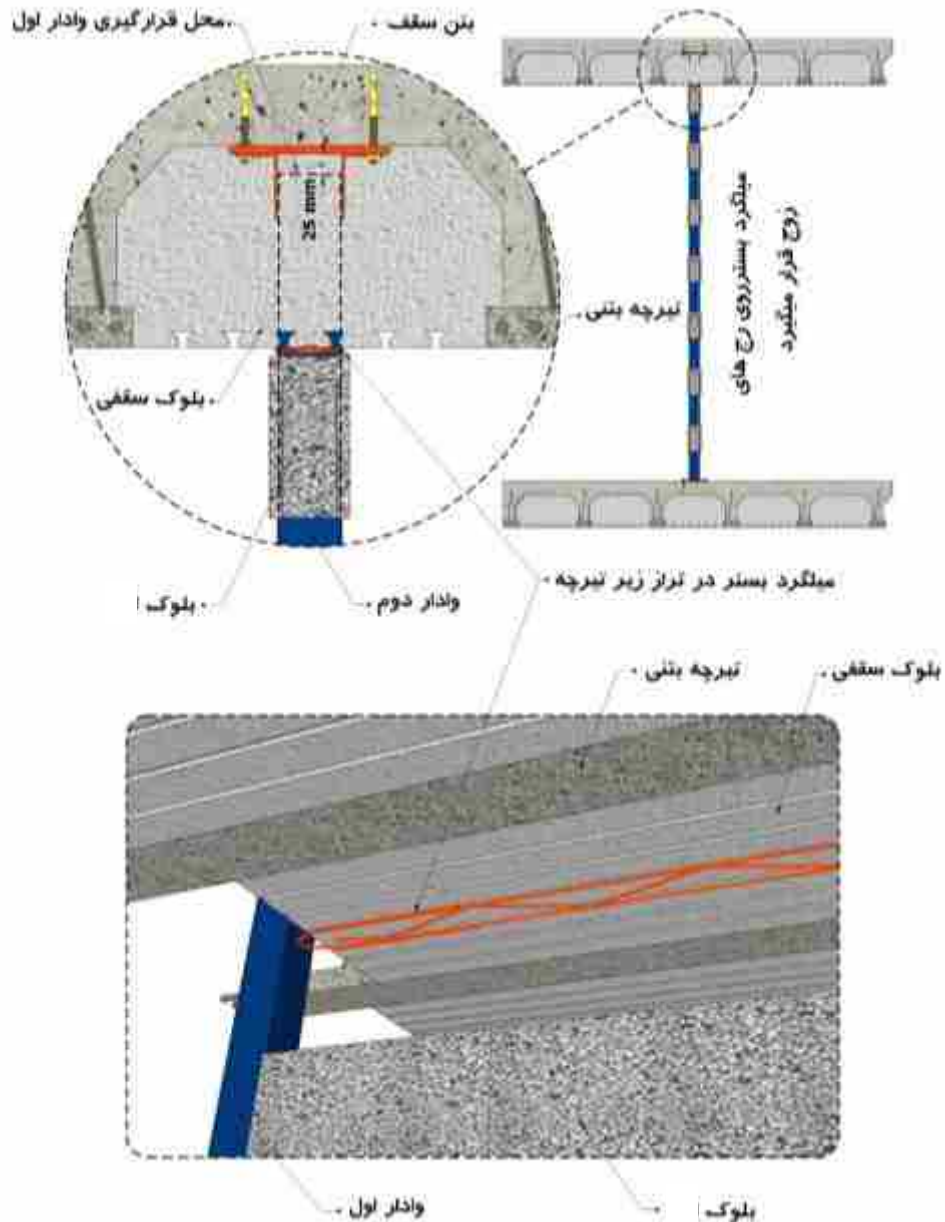 بتن سقف
محل قرارگیری وادار اول
25 mm
میلگرد بستر روی رج های
زوج قرار میگیرد
تیرچه بتنی
بلوک سقفی
بلوک
وادار دوم
میلگرد بستر در تراز زیر تیرچه
تیرچه بتنی
بلوک سقفی
وادار اول
بلوک